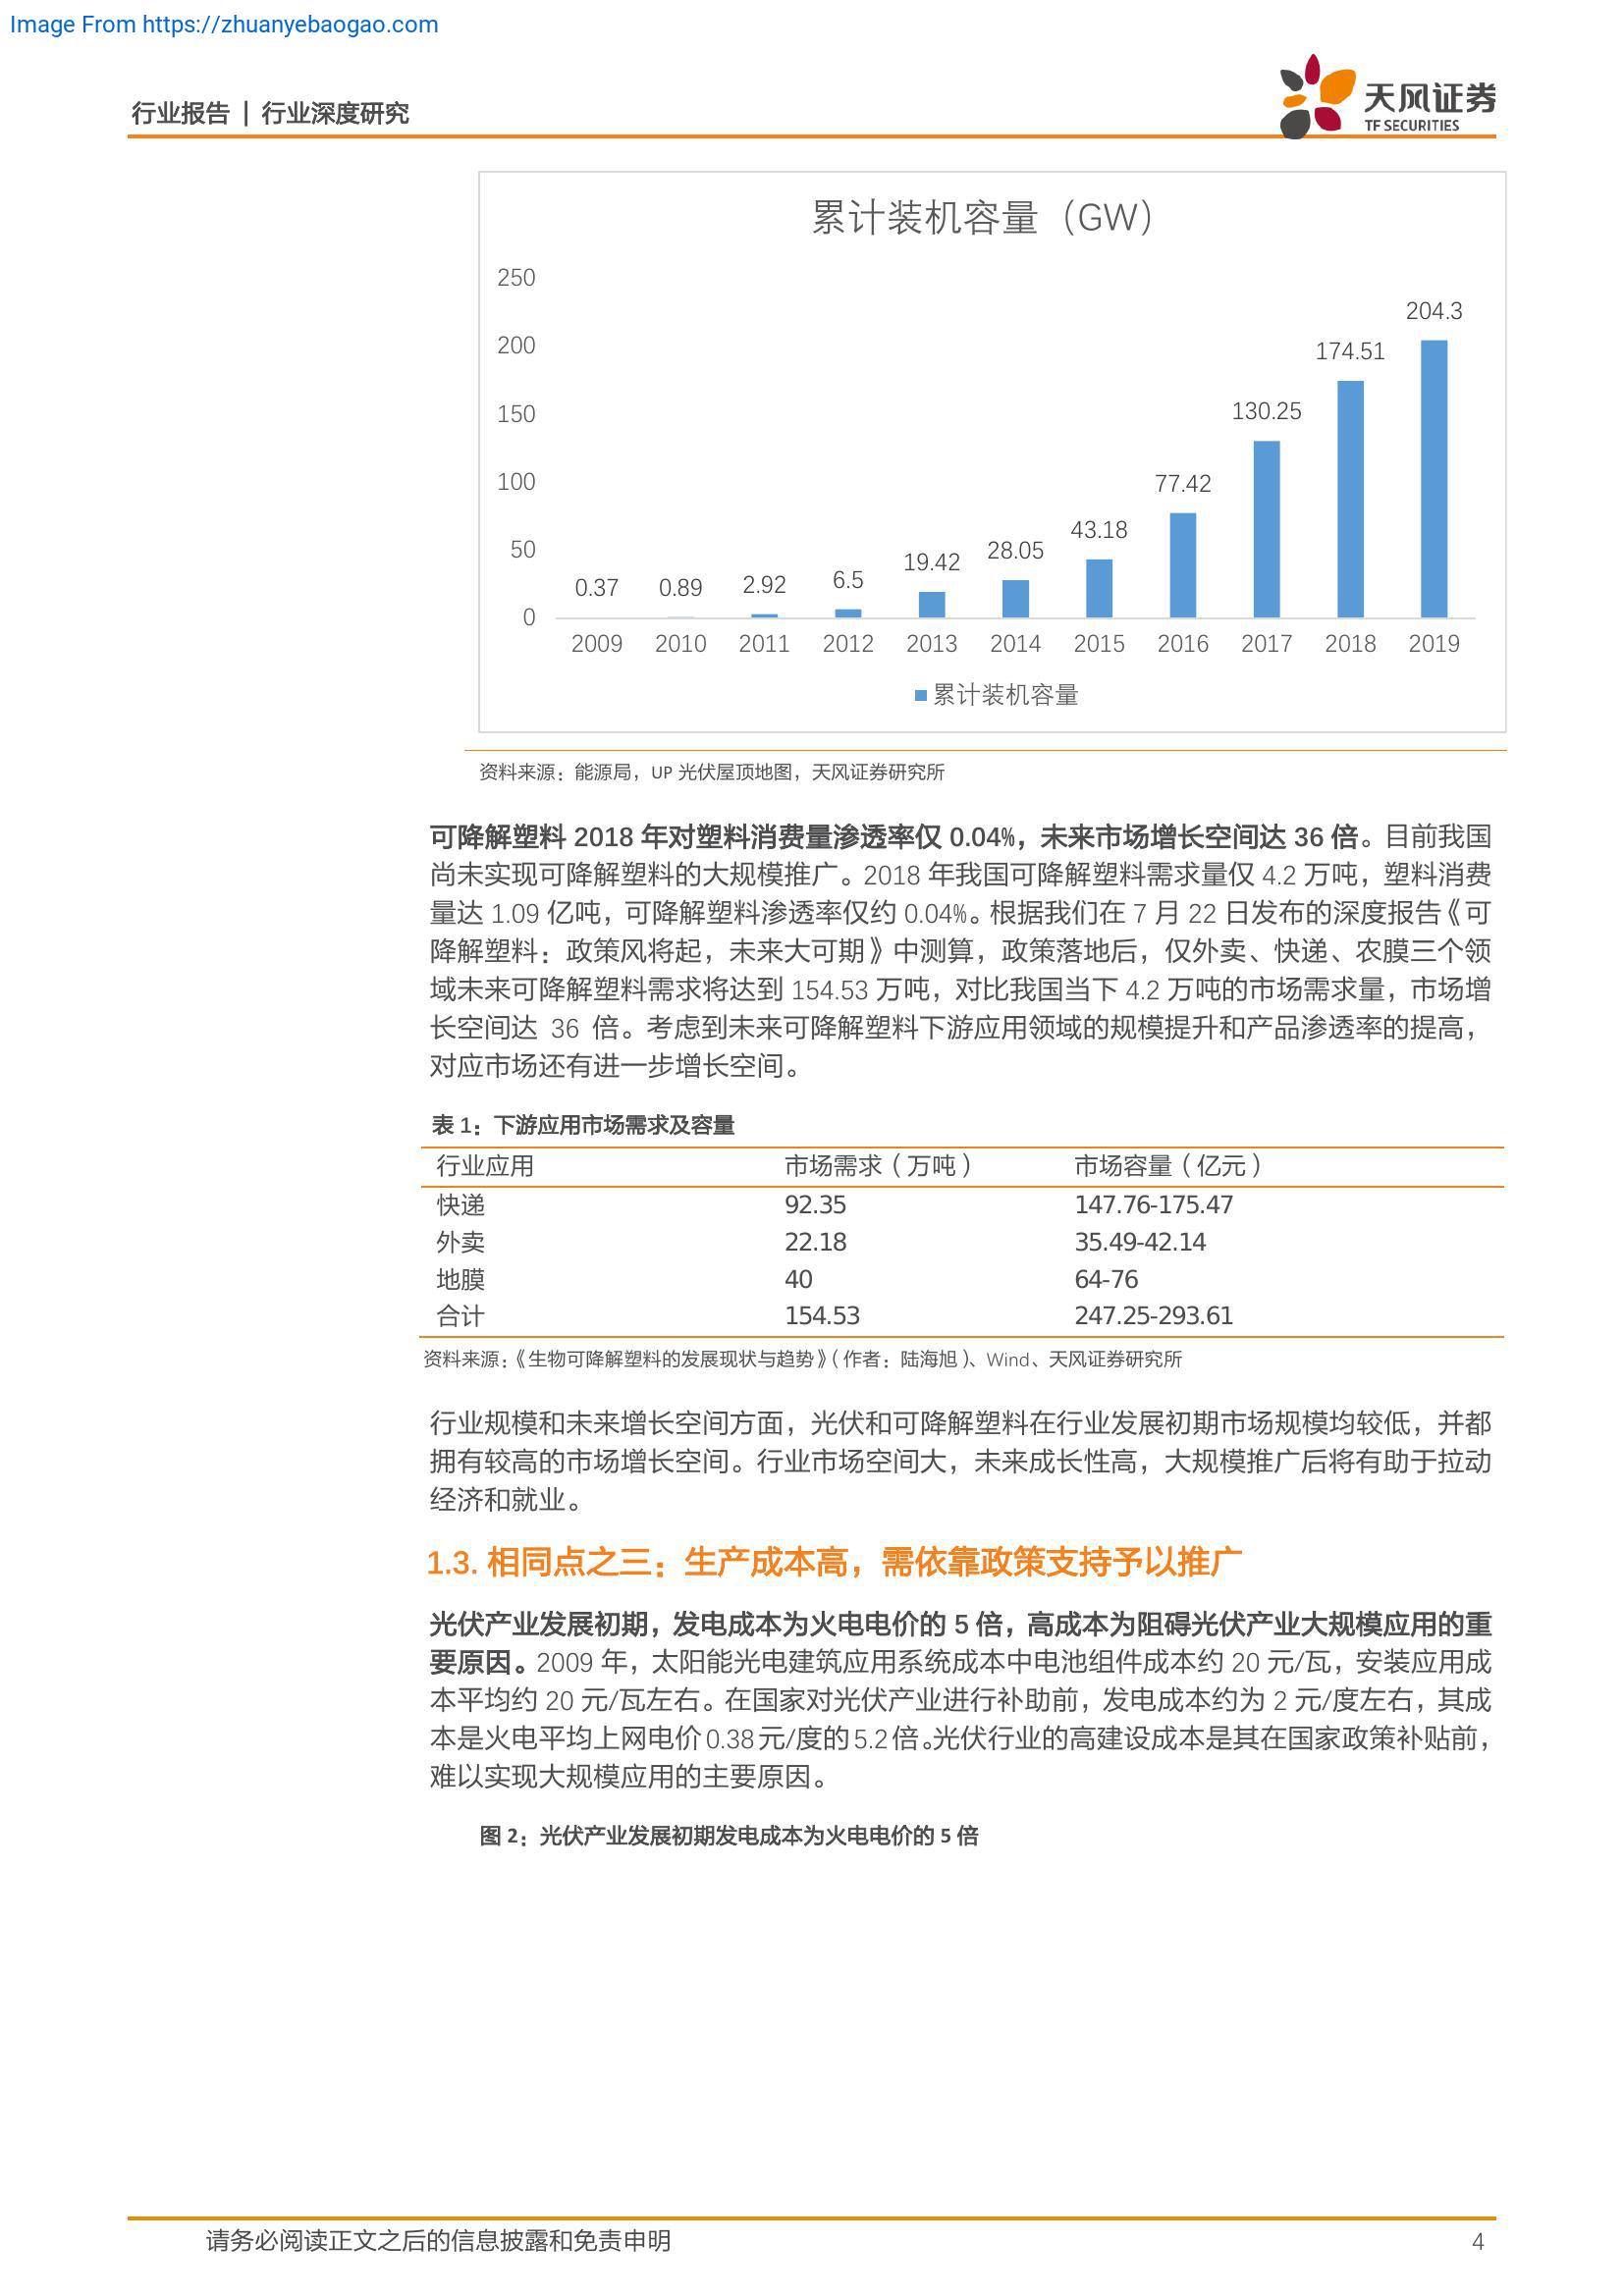 Image From https://zhuanyebaogao.com
行业报告 | 行业深度研究
天风证券
TF SECURITIES
累计装机容量（GW）
250
200
150
100
50
0
0.37
0.89
2.92
6.5
19.42
28.05
43.18
77.42
130.25
174.51
204.3
2009 2010 2011 2012 2013 2014 2015 2016 2017 2018 2019
累计装机容量
资料来源：能源局，UP 光伏屋顶地图，天风证券研究所
可降解塑料 2018 年对塑料消费量渗透率仅 0.04%，未来市场增长空间达 36 倍。目前我国
尚未实现可降解塑料的大规模推广。2018 年我国可降解塑料需求量仅 4.2 万吨，塑料消费
量达 1.09 亿吨，可降解塑料渗透率仅约 0.04%。根据我们在 7 月 22 日发布的深度报告《可
降解塑料：政策风将起，未来大可期》中测算，政策落地后，仅外卖、快递、农膜三个领
域未来可降解塑料需求将达到 154.53 万吨，对比我国当下 4.2 万吨的市场需求量，市场增
长空间达 36 倍。考虑到未来可降解塑料下游应用领域的规模提升和产品渗透率的提高，
对应市场还有进一步增长空间。
表 1：下游应用市场需求及容量
行业应用 市场需求（万吨） 市场容量（亿元）
快递 92.35 147.76-175.47
外卖 22.18 35.49-42.14
地膜 40 64-76
合计 154.53 247.25-293.61
资料来源：《生物可降解塑料的发展现状与趋势》（作者：陆海旭）、Wind、天风证券研究所
行业规模和未来增长空间方面，光伏和可降解塑料在行业发展初期市场规模均较低，并都
拥有较高的市场增长空间。行业市场空间大，未来成长性高，大规模推广后将有助于拉动
经济和就业。
1.3. 相同点之三：生产成本高，需依靠政策支持予以推广
光伏产业发展初期，发电成本为火电电价的 5 倍，高成本为阻碍光伏产业大规模应用的重
要原因。2009 年，太阳能光电建筑应用系统成本中电池组件成本约 20 元/瓦，安装应用成
本平均约 20 元/瓦左右。在国家对光伏产业进行补助前，发电成本约为 2 元/度左右，其成
本是火电平均上网电价 0.38 元/度的 5.2 倍。光伏行业的高建设成本是其在国家政策补贴前，
难以实现大规模应用的主要原因。
图 2：光伏产业发展初期发电成本为火电电价的 5 倍
请务必阅读正文之后的信息披露和免责申明 4